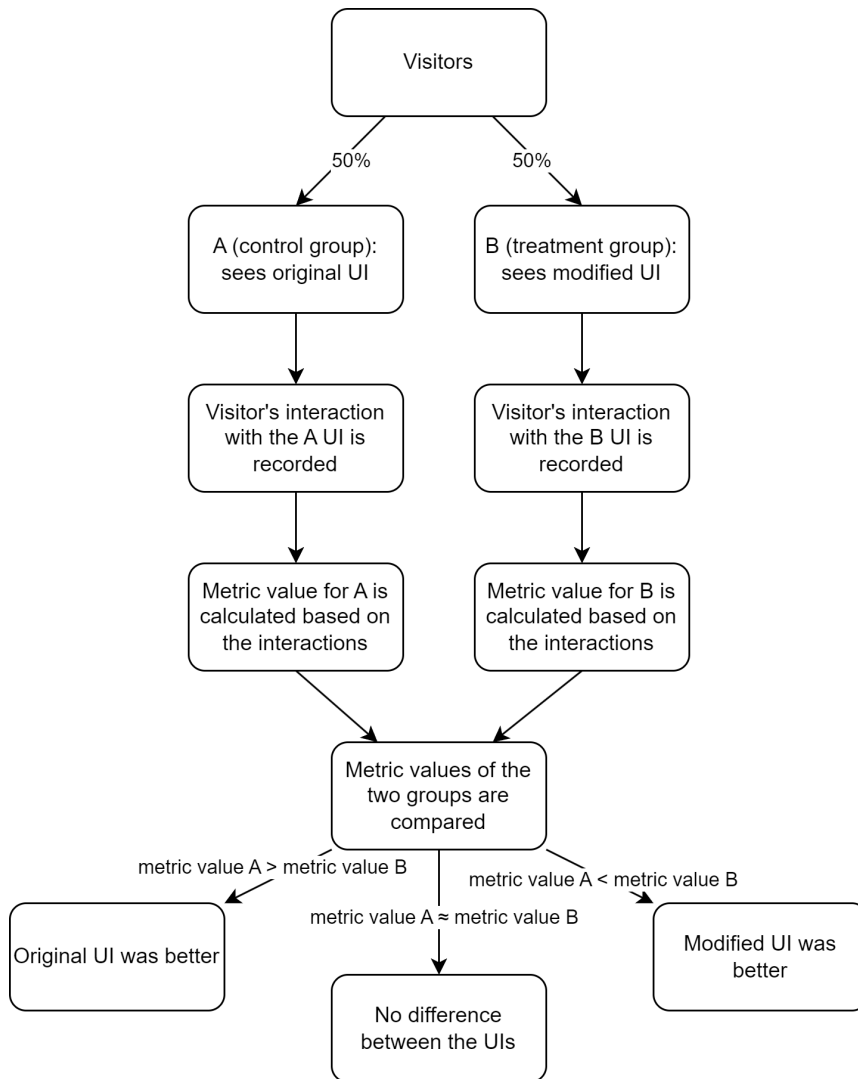 Visitors
50%
50%
A (control group):
sees original UI
B (treatment group):
sees modified UI
Visitor's interaction
with the A UI is
recorded
Visitor's interaction
with the B UI is
recorded
Metric value for A is
calculated based on
the interactions
Metric value for B is
calculated based on
the interactions
Metric values of the
two groups are
compared
metric value A > metric value B
metric value A < metric value B
metric value A ≈ metric value B
Original UI was better
Modified UI was
better
No difference
between the UIs